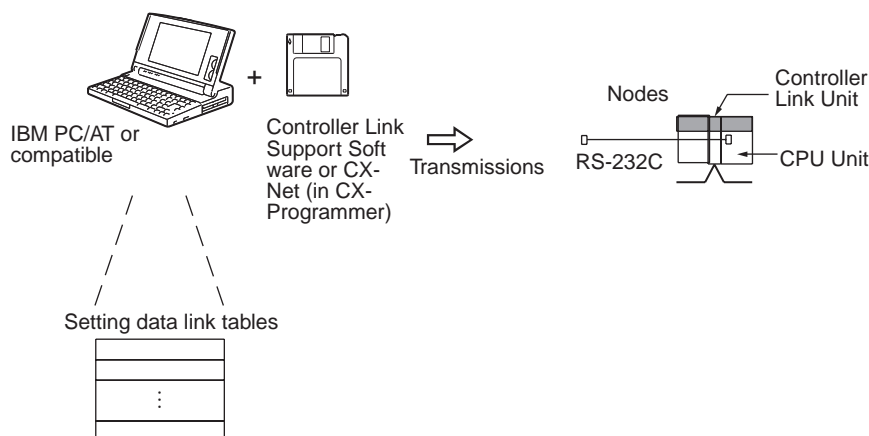 IBM PC/AT or
compatible
+
Controller Link
Support Soft
ware or CX-
Net (in CX-
Programmer)
Transmissions
Nodes
RS-232C
Controller
Link Unit
CPU Unit
Setting data link tables